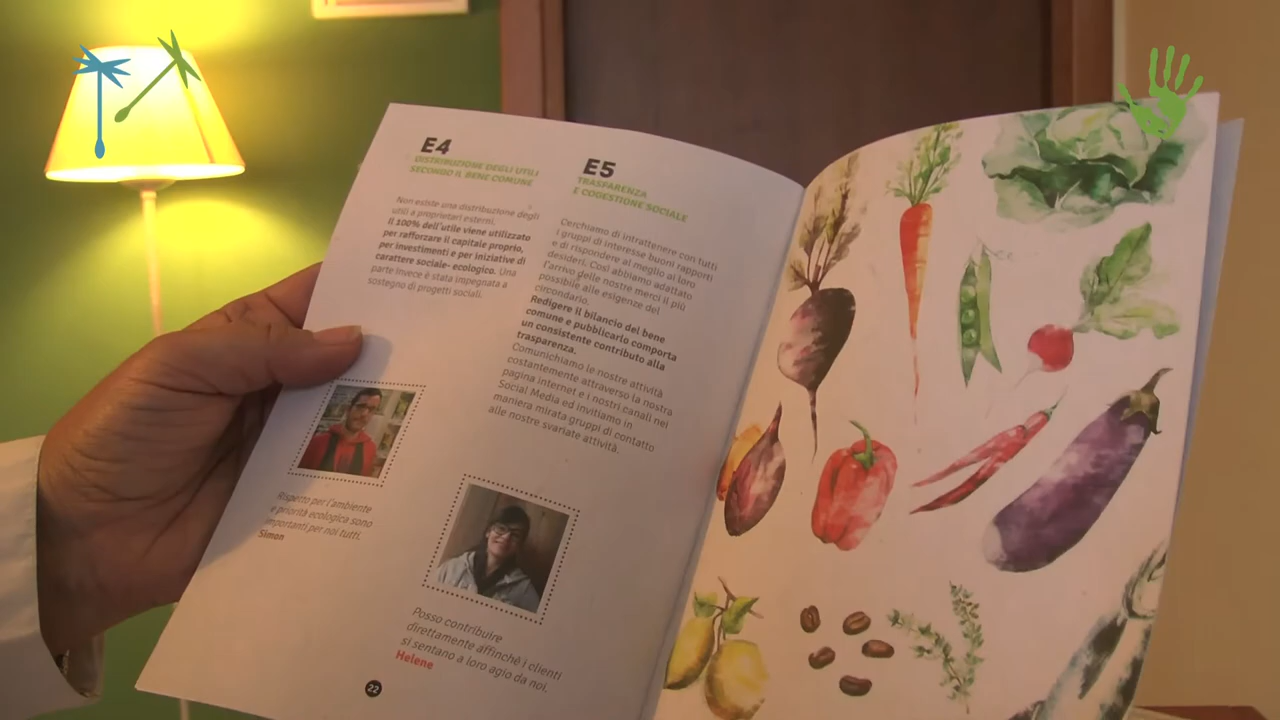 E4
DISTRIBUZIONE DEGLI UTILI
SECONDO IL BENE COMUNE
Non esiste una distribuzione degli
utili a proprietari esterni.
Il 100% dell'utile viene utilizzato
per rafforzare il capitale proprio,
per investimenti e per iniziative di
carattere sociale- ecologico. Una
parte invece è stata impegnata a
sostegno di progetti sociali.
Rispetto per l'ambiente
e priorità ecologica sono
importanti per noi tutti.
Simon
E5
TRASPARENZA
E COGESTIONE SOCIALE
Cerchiamo di intrattenere con tutti
i gruppi di interesse buoni rapporti
e di rispondere al meglio ai loro
desideri. Così abbiamo adattato
l'arrivo delle nostre merci il più
possibile alle esigenze del
circondario.
Redigere il bilancio del bene
comune e pubblicarlo comporta
un consistente contributo alla
trasparenza.
Comunichiamo le nostre attività
costantemente attraverso la nostra
pagina internet e i nostri canali nei
Social Media ed invitiamo in
maniera mirata gruppi di contatto
alle nostre svariate attività.
Posso contribuire
direttamente affinché i clienti
si sentano a loro agio da noi.
Helene
22